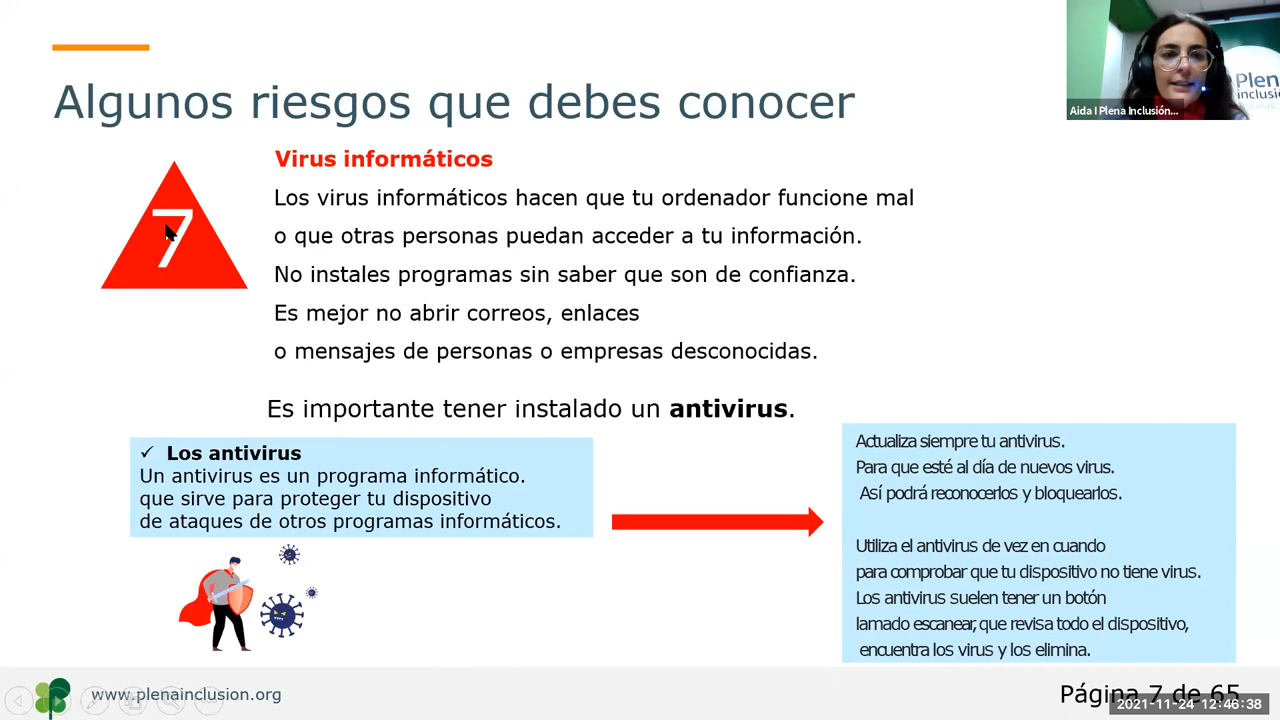 Algunos riesgos que debes conocer
Plen
inclusi
Aida I Plena Inclusión...
7
Virus informáticos
Los virus informáticos hacen que tu ordenador funcione mal
o que otras personas puedan acceder a tu información.
No instales programas sin saber que son de confianza.
Es mejor no abrir correos, enlaces
o mensajes de personas o empresas desconocidas.
Es importante tener instalado un antivirus.
✓ Los antivirus
Un antivirus es un programa informático.
que sirve para proteger tu dispositivo
de ataques de otros programas informáticos.
Actualiza siempre tu antivirus.
Para que esté al día de nuevos virus.
Así podrá reconocerlos y bloquearlos.
Utiliza el antivirus de vez en cuando
para comprobar que tu dispositivo no tiene virus.
Los antivirus suelen tener un botón
lamado escanear, que revisa todo el dispositivo,
encuentra los virus y los elimina.
www.plenainclusion.org
Página 7 de 65
2021-11-24 12:46:38